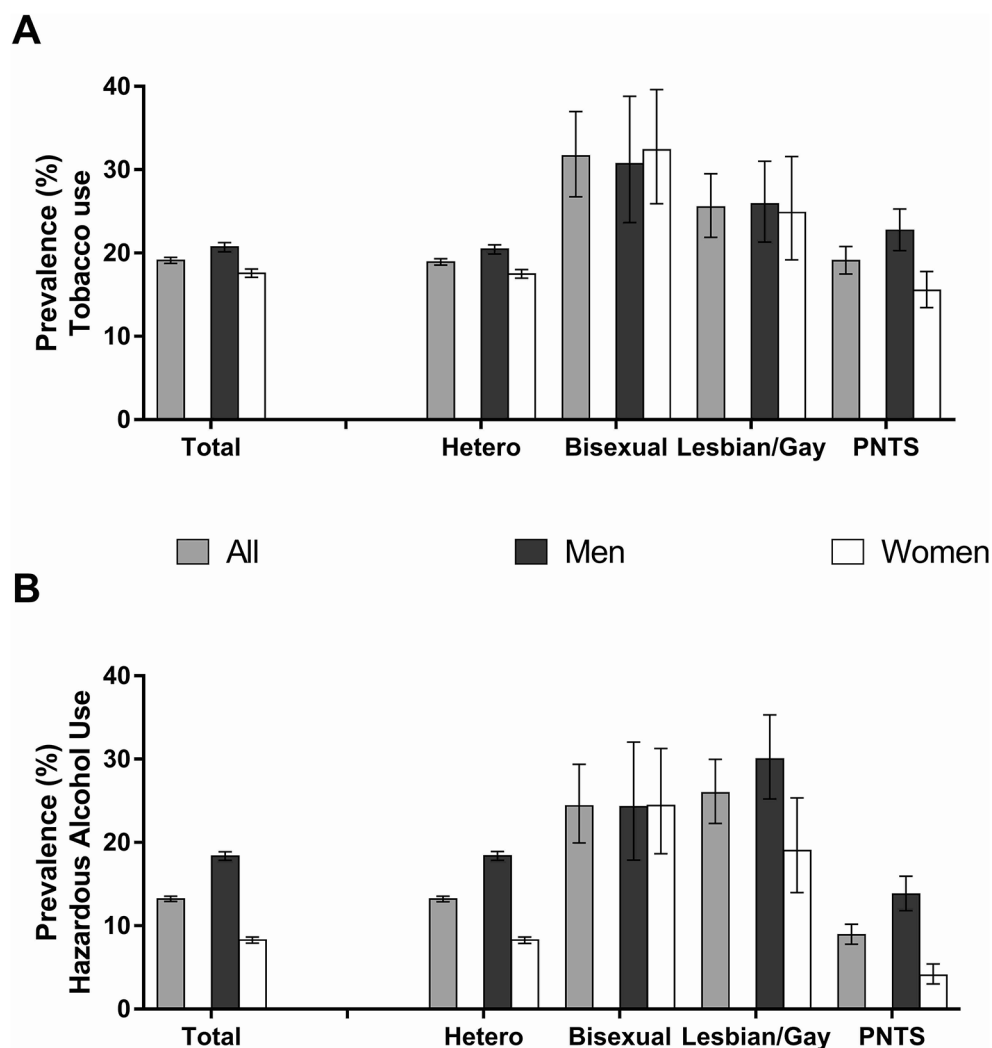 A
Prevalence (%)
Tobacco use
40
30
20
10
0
Total
Hetero
Bisexual
Lesbian/Gay
PNTS
All
Men
Women
B
Prevalence (%)
Hazardous Alcohol Use
40
30
20
10
0
Total
Hetero
Bisexual
Lesbian/Gay
PNTS